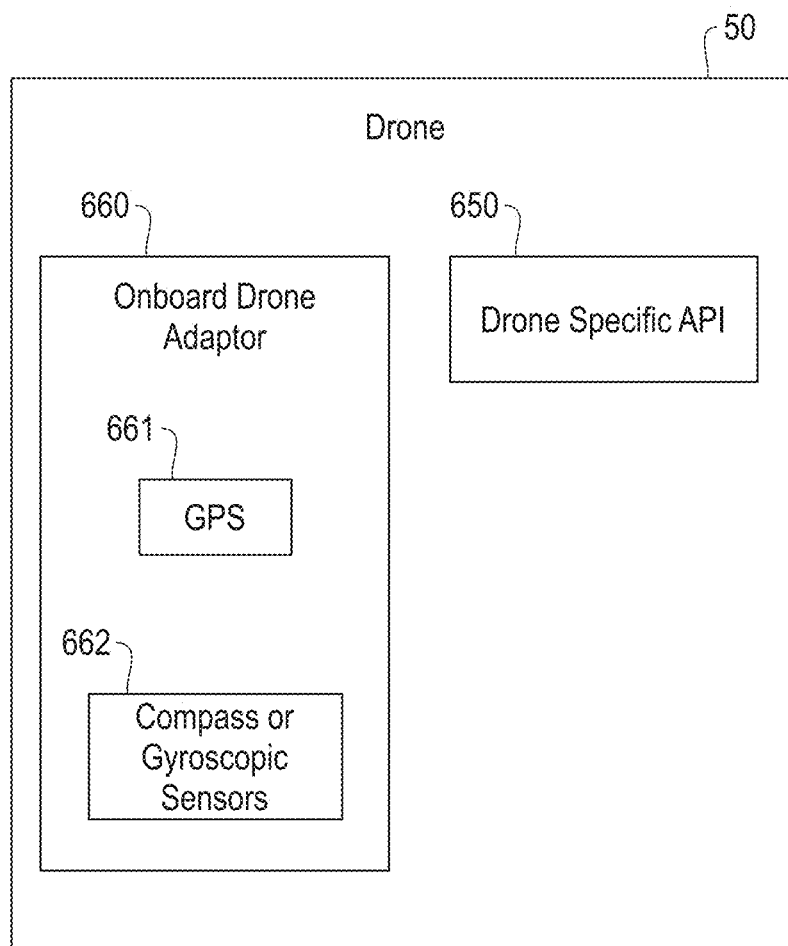 50
Drone
660
650
Onboard Drone
Adaptor
Drone Specific API
661
GPS
662
Compass or
Gyroscopic
Sensors